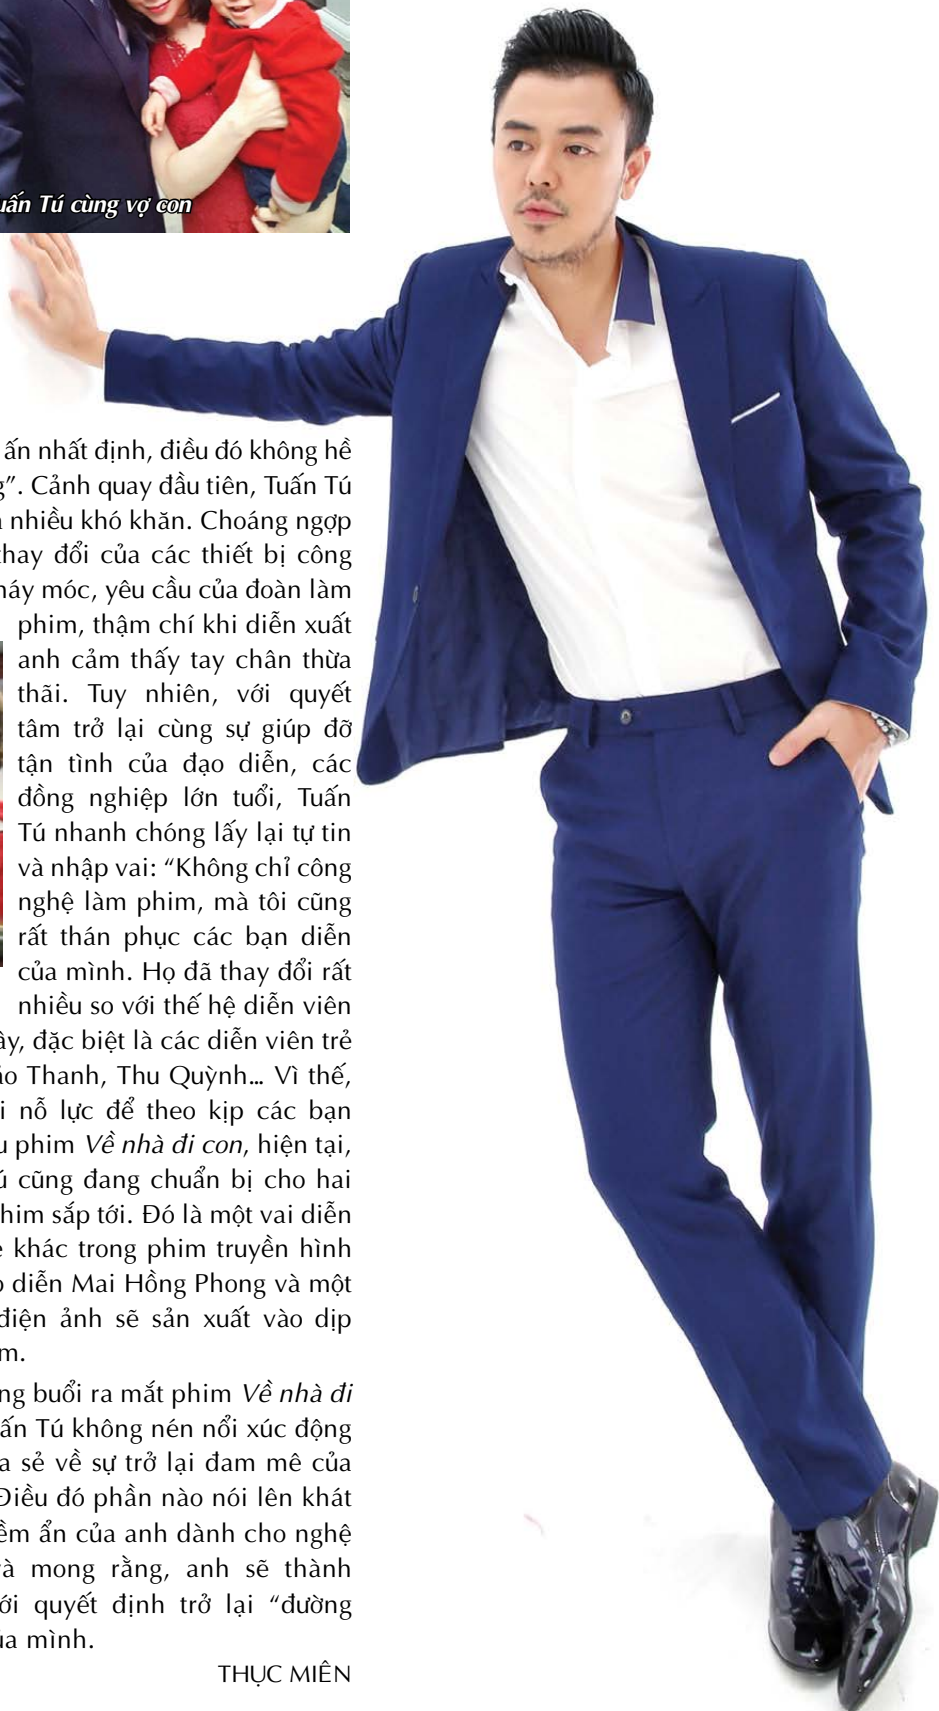 Tú cùng vợ con
ấn nhất định, điều đó không hề
Cảnh quay đầu tiên, Tuấn Tú
nhiều khó khăn. Choáng ngợp
thay đổi của các thiết bị công
máy móc, yêu cầu của đoàn làm
phim, thậm chí khi diễn xuất
anh cảm thấy tay chân thừa
thãi. Tuy nhiên, với quyết
tâm trở lại cùng sự giúp đỡ
tận tình của đạo diễn, các
đồng nghiệp lớn tuổi, Tuấn
Tú nhanh chóng lấy lại tự tin
và nhập vai: “Không chỉ công
nghệ làm phim, mà tôi cũng
rất thán phục các bạn diễn
của mình. Họ đã thay đổi rất
nhiều so với thế hệ diễn viên
đặc biệt là các diễn viên trẻ
Thanh, Thu Quỳnh... Vì thế,
nỗ lực để theo kịp các bạn
phim Về nhà đi con, hiện tại,
cũng đang chuẩn bị cho hai
phim sắp tới. Đó là một vai diễn
khác trong phim truyền hình
diễn Mai Hồng Phong và một
điện ảnh sẽ sản xuất vào dịp
buổi ra mắt phim Về nhà đi
Tú không nén nổi xúc động
sẻ về sự trở lại đam mê của
Điều đó phần nào nói lên khát
ẩn của anh dành cho nghệ
mong rằng, anh sẽ thành
quyết định trở lại “đường
mình.
THỤC MIÊN